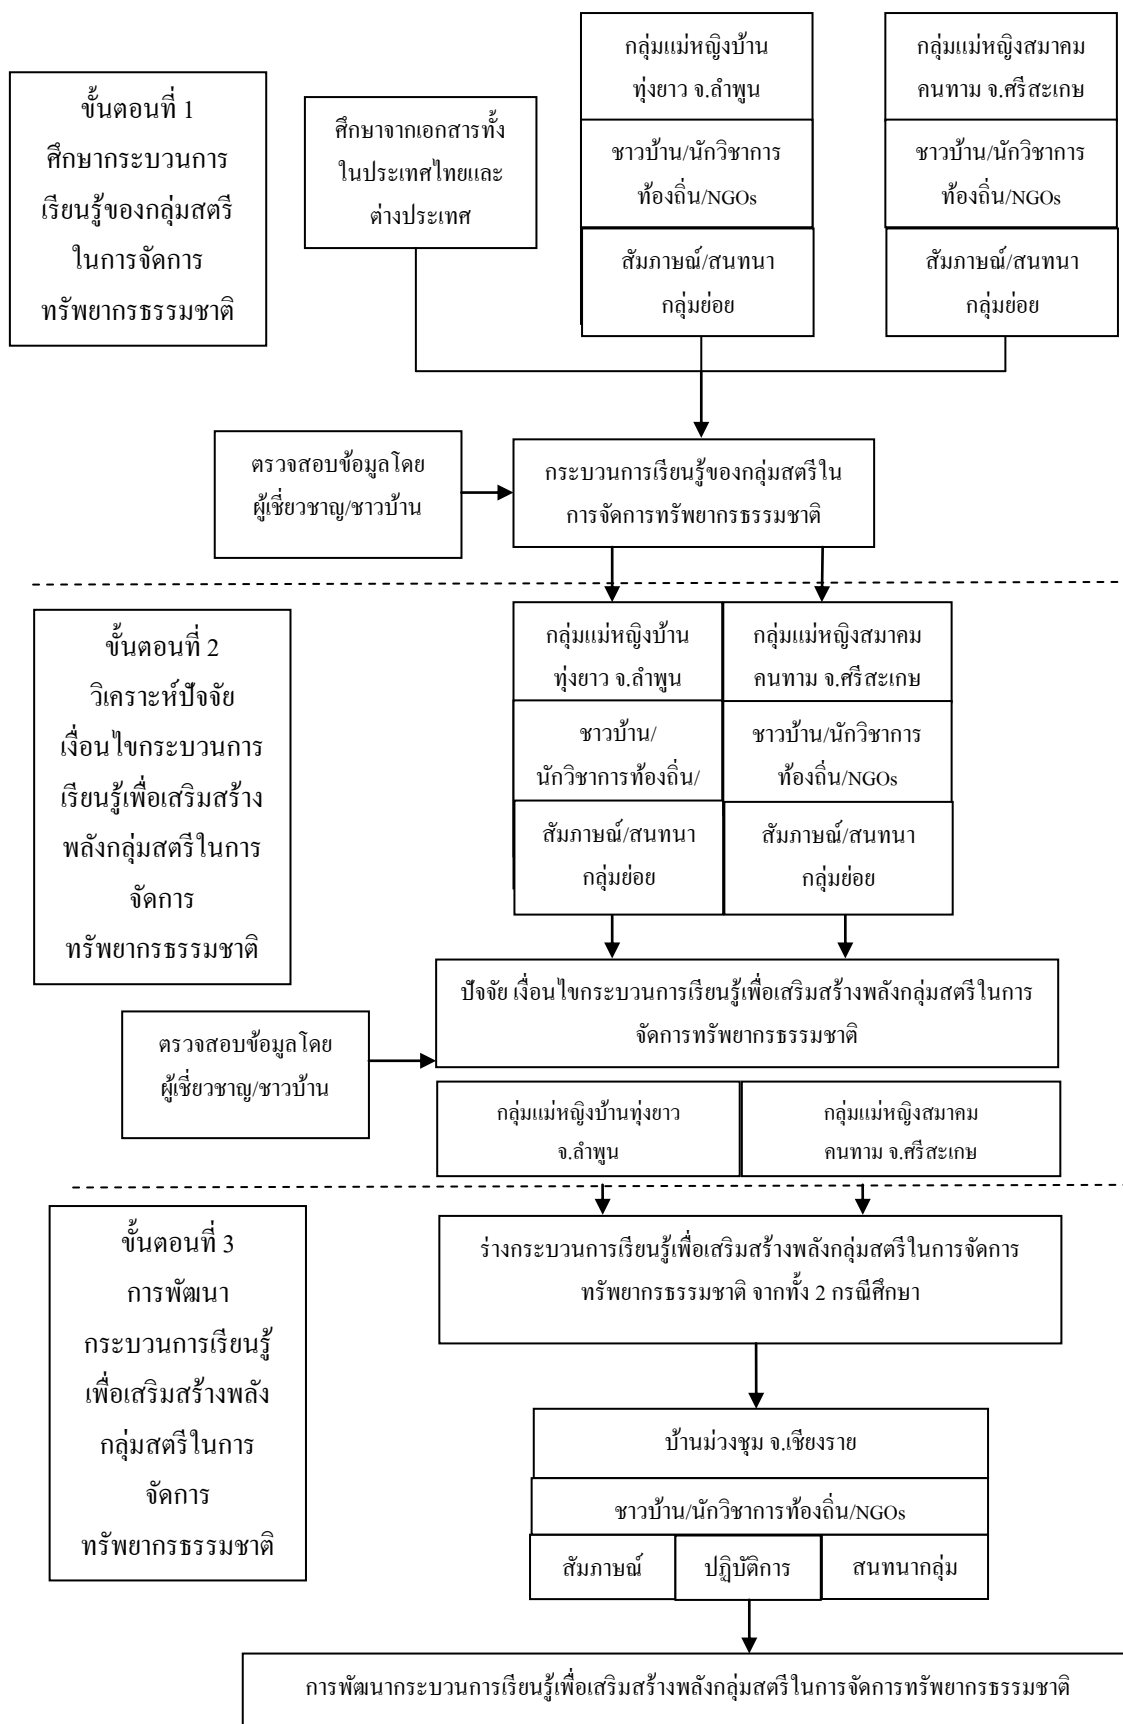 กลุ่มแม่หญิงบ้าน
ทุ่งยาว จ.ลำพูน
กลุ่มแม่หญิงสมาคม
คนทาม จ.ศรีสะเกษ
ขั้นตอนที่ 1
ศึกษากระบวนการ
เรียนรู้ของกลุ่มสตรี
ในการจัดการ
ทรัพยากรธรรมชาติ
ศึกษาจากเอกสารทั้ง
ในประเทศไทยและ
ต่างประเทศ
ชาวบ้าน/นักวิชาการ
ท้องถิ่น/NGOs
ชาวบ้าน/นักวิชาการ
ท้องถิ่น/NGOs
สัมภาษณ์/สนทนา
กลุ่มย่อย
สัมภาษณ์/สนทนา
กลุ่มย่อย
ตรวจสอบข้อมูลโดย
ผู้เชี่ยวชาญ/ชาวบ้าน
กระบวนการเรียนรู้ของกลุ่มสตรีใน
การจัดการทรัพยากรธรรมชาติ
ขั้นตอนที่ 2
วิเคราะห์ปัจจัย
เงื่อนไขกระบวนการ
เรียนรู้เพื่อเสริมสร้าง
พลังกลุ่มสตรีในการ
จัดการ
ทรัพยากรธรรมชาติ
กลุ่มแม่หญิงบ้าน
ทุ่งยาว จ.ลำพูน
กลุ่มแม่หญิงสมาคม
คนทาม จ.ศรีสะเกษ
ชาวบ้าน/
นักวิชาการท้องถิ่น/
ชาวบ้าน/นักวิชาการ
ท้องถิ่น/NGOs
สัมภาษณ์/สนทนา
กลุ่มย่อย
สัมภาษณ์/สนทนา
กลุ่มย่อย
ปัจจัย เงื่อนไขกระบวนการเรียนรู้เพื่อเสริมสร้างพลังกลุ่มสตรีในการ
จัดการทรัพยากรธรรมชาติ
ตรวจสอบข้อมูลโดย
ผู้เชี่ยวชาญ/ชาวบ้าน
กลุ่มแม่หญิงบ้านทุ่งยาว
จ.ลำพูน
กลุ่มแม่หญิงสมาคม
คนทาม จ.ศรีสะเกษ
ขั้นตอนที่ 3
การพัฒนา
กระบวนการเรียนรู้
เพื่อเสริมสร้างพลัง
กลุ่มสตรีในการ
จัดการ
ทรัพยากรธรรมชาติ
ร่างกระบวนการเรียนรู้เพื่อเสริมสร้างพลังกลุ่มสตรีในการจัดการ
ทรัพยากรธรรมชาติ จากทั้ง 2 กรณีศึกษา
บ้านม่วงชุม จ.เชียงราย
ชาวบ้าน/นักวิชาการท้องถิ่น/NGOs
สัมภาษณ์
ปฏิบัติการ
สนทนากลุ่ม
การพัฒนากระบวนการเรียนรู้เพื่อเสริมสร้างพลังกลุ่มสตรีในการจัดการทรัพยากรธรรมชาติ